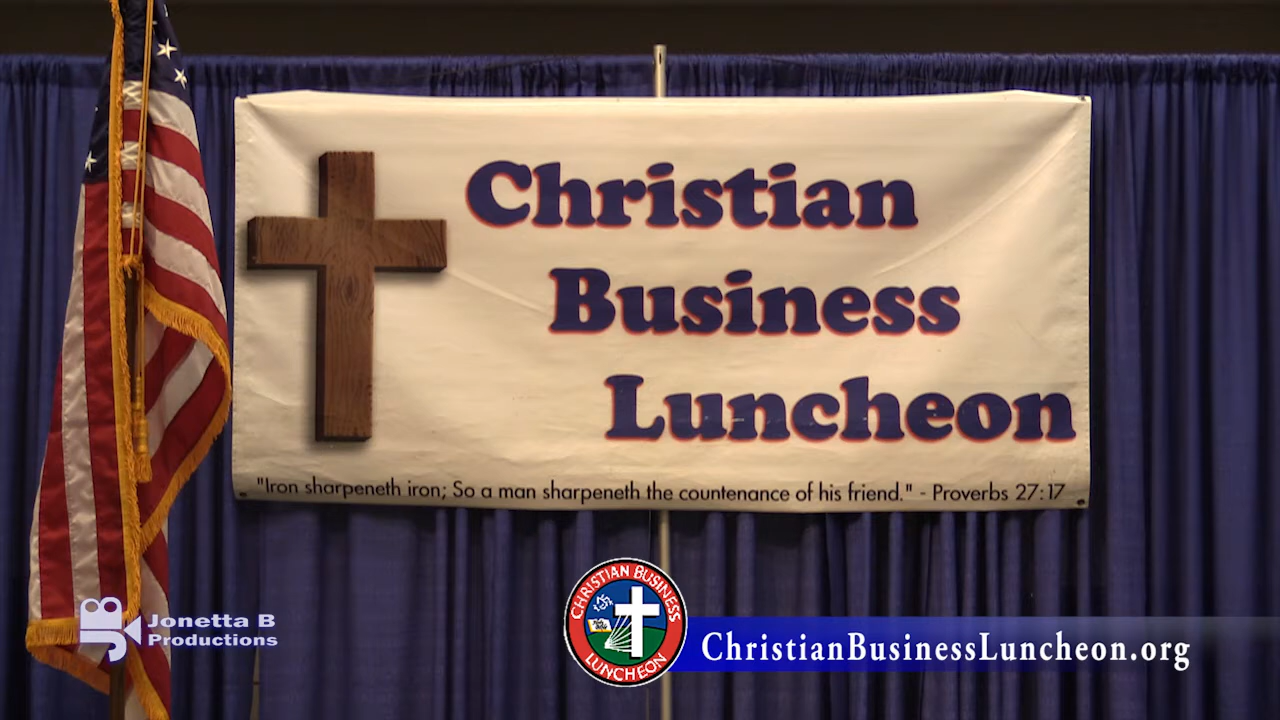 Christian
Business
Luncheon
"Iron sharpeneth iron; So a man sharpeneth the countenance of his friend." - Proverbs 27:17
Jonetta B
Productions
CHRISTIAN BUSINESS
LUNCHEON
ChristianBusinessLuncheon.org